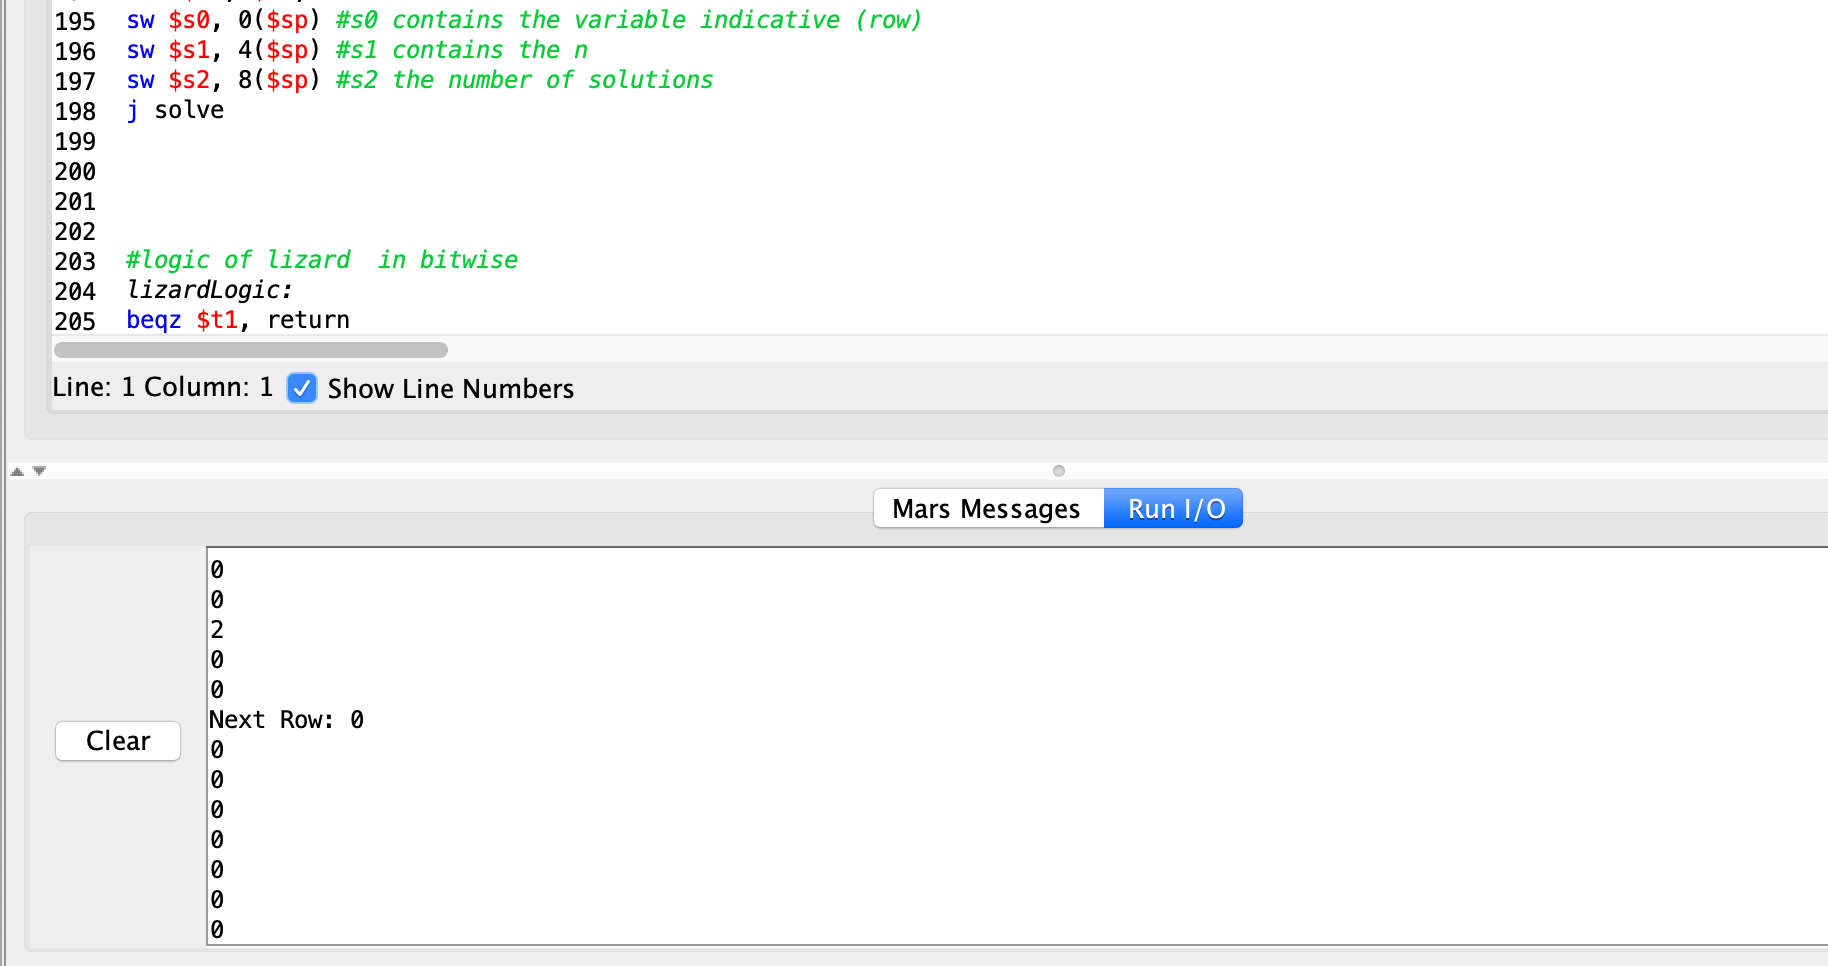 195 sw $s0, 0($sp) #s0 contains the variable indicative (row)
196 sw $s1, 4($sp) #s1 contains the n
197 sw $s2, 8($sp) #s2 the number of solutions
198 j solve
199
200
201
202
203 #logic of lizard  in bitwise
204 lizardLogic:
205 beqz $t1, return
Line: 1 Column: 1 Show Line Numbers
Mars Messages Run I/O
0
0
2
0
0
Next Row: 0
Clear
0
0
0
0
0
0
0